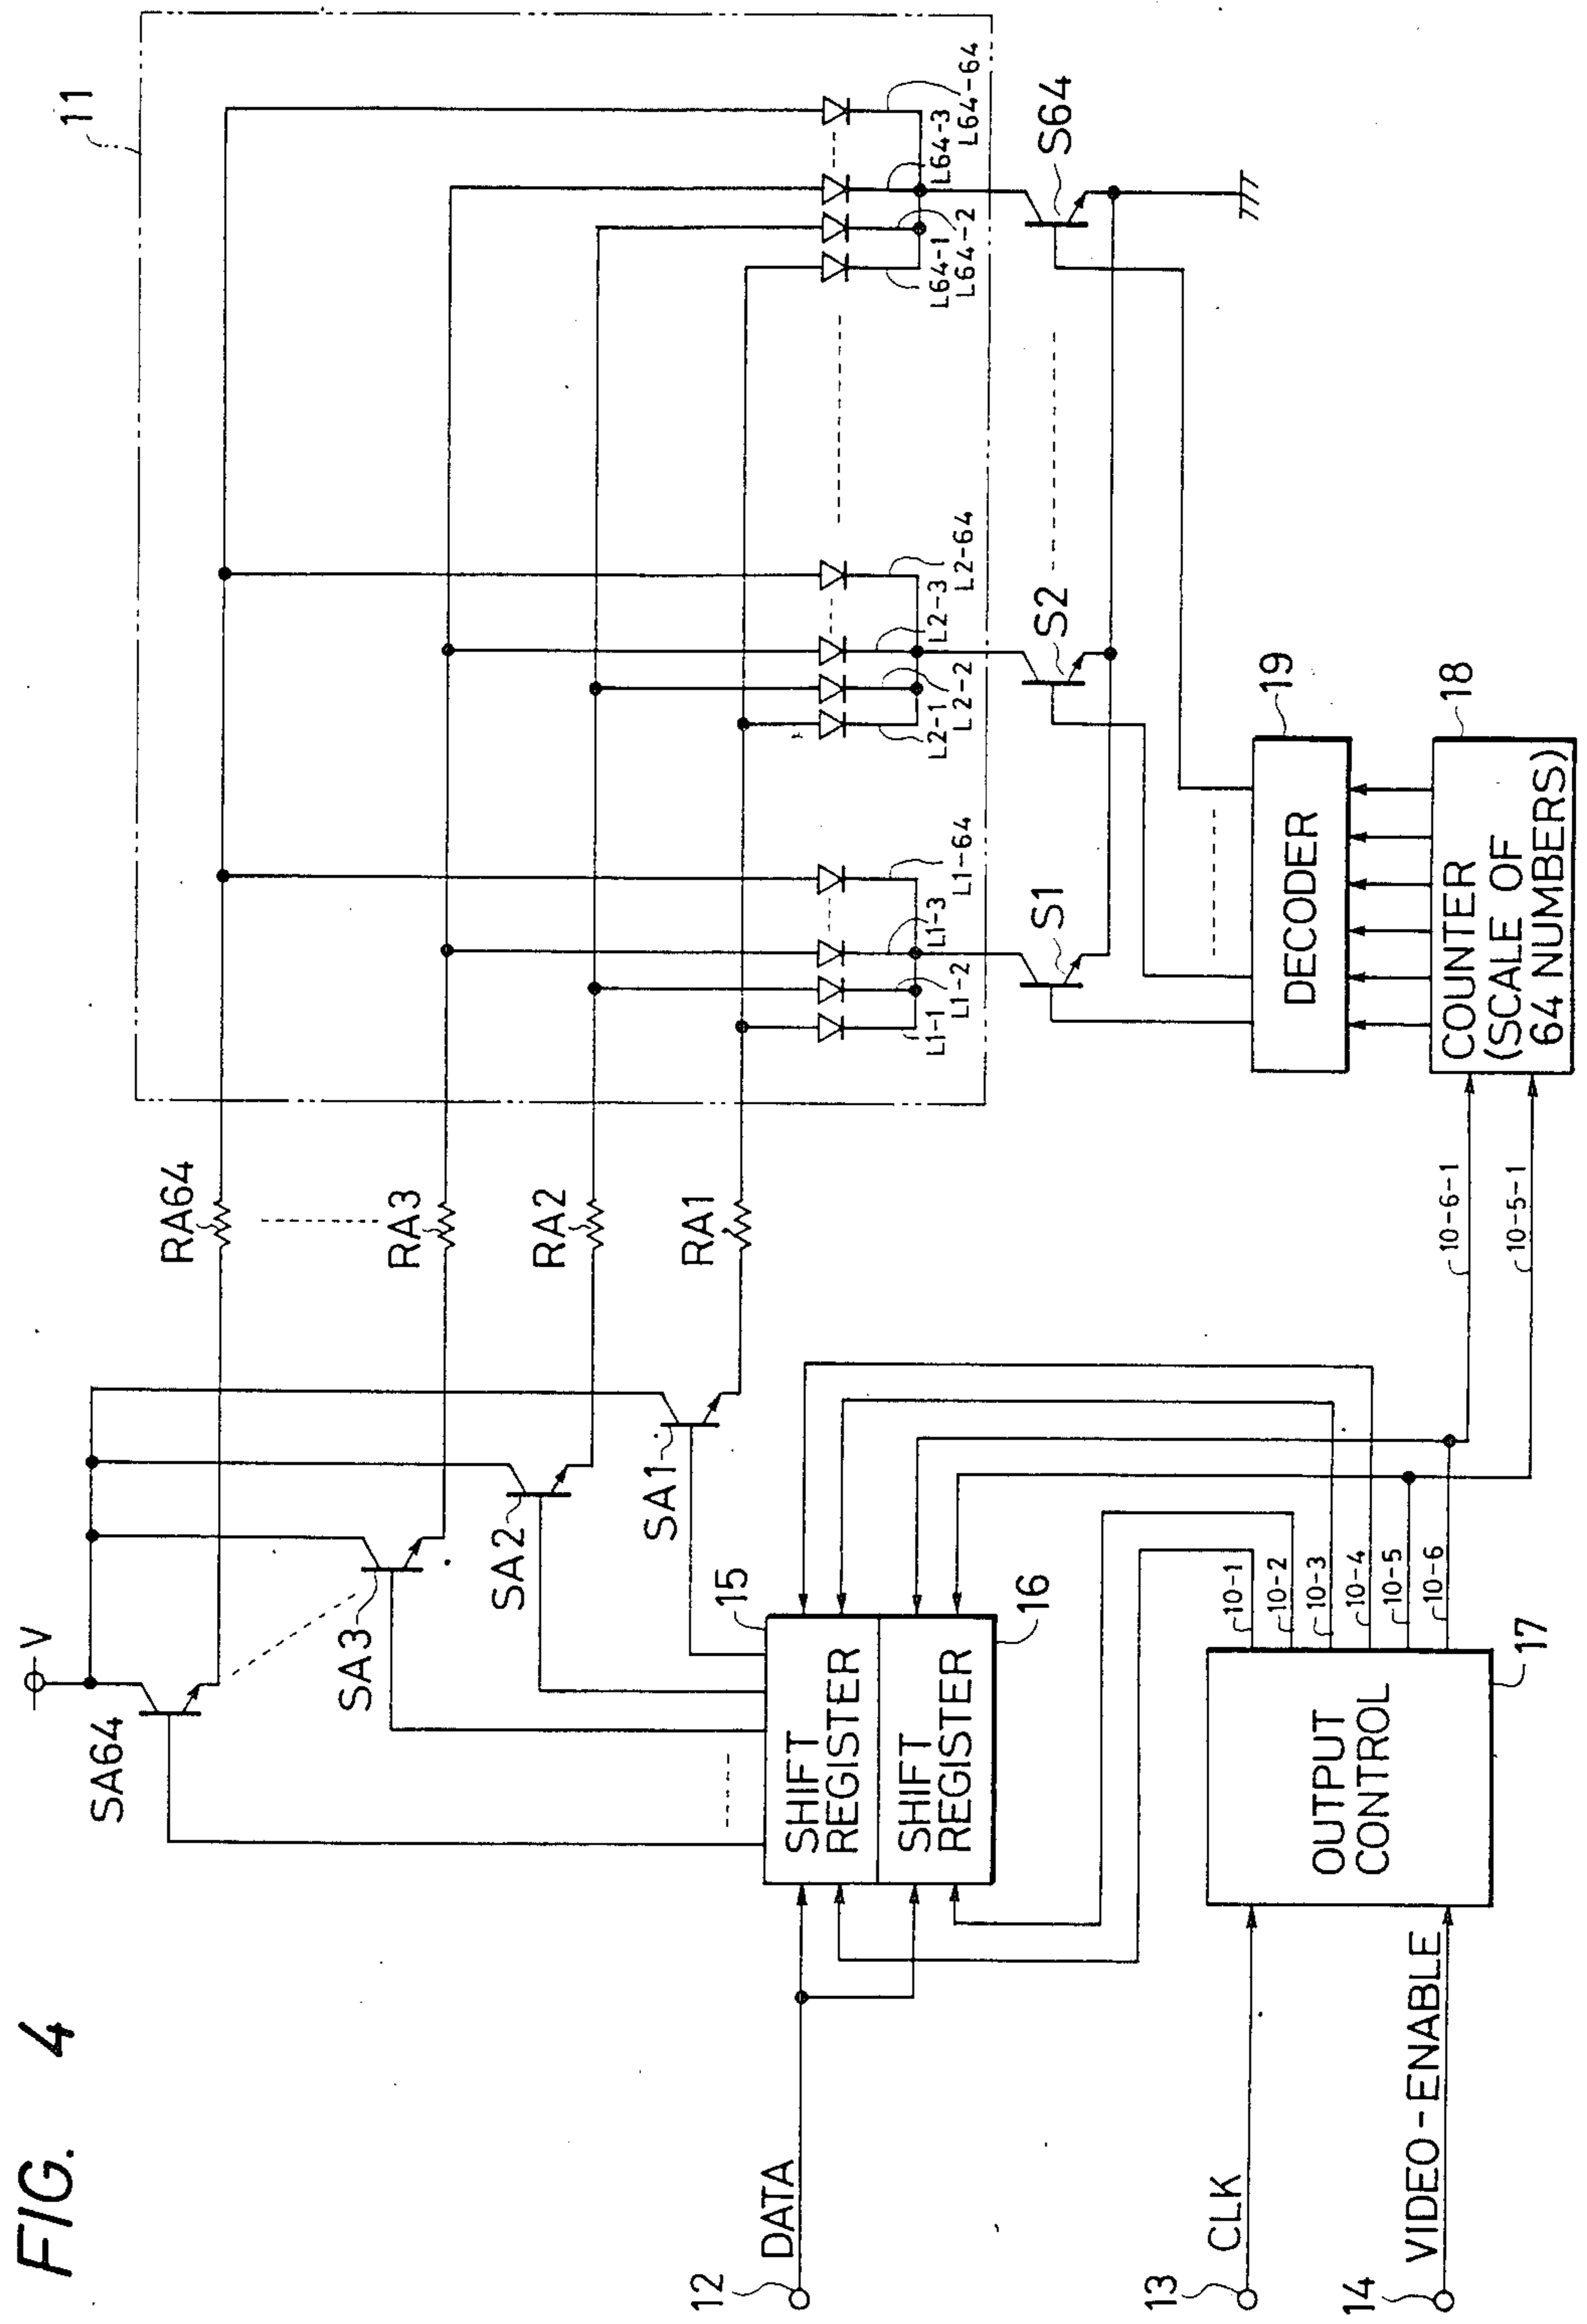 FIG. 4
11
V
SA64
SA3
SA2
SA1
RA64
RA3
RA2
RA1
L1-1
L1-2
L1-3
L1-64
L2-1
L2-2
L2-3
L2-64
L64-1
L64-2
L64-3
L64-64
S1
S2
S64
12
DATA
15
SHIFT
REGISTER
SHIFT
REGISTER
16
13
CLK
14
VIDEO-ENABLE
OUTPUT
CONTROL
17
10-1
10-2
10-3
10-4
10-5
10-6
10-6-1
10-5-1
DECODER
19
COUNTER
(SCALE OF
64 NUMBERS)
18